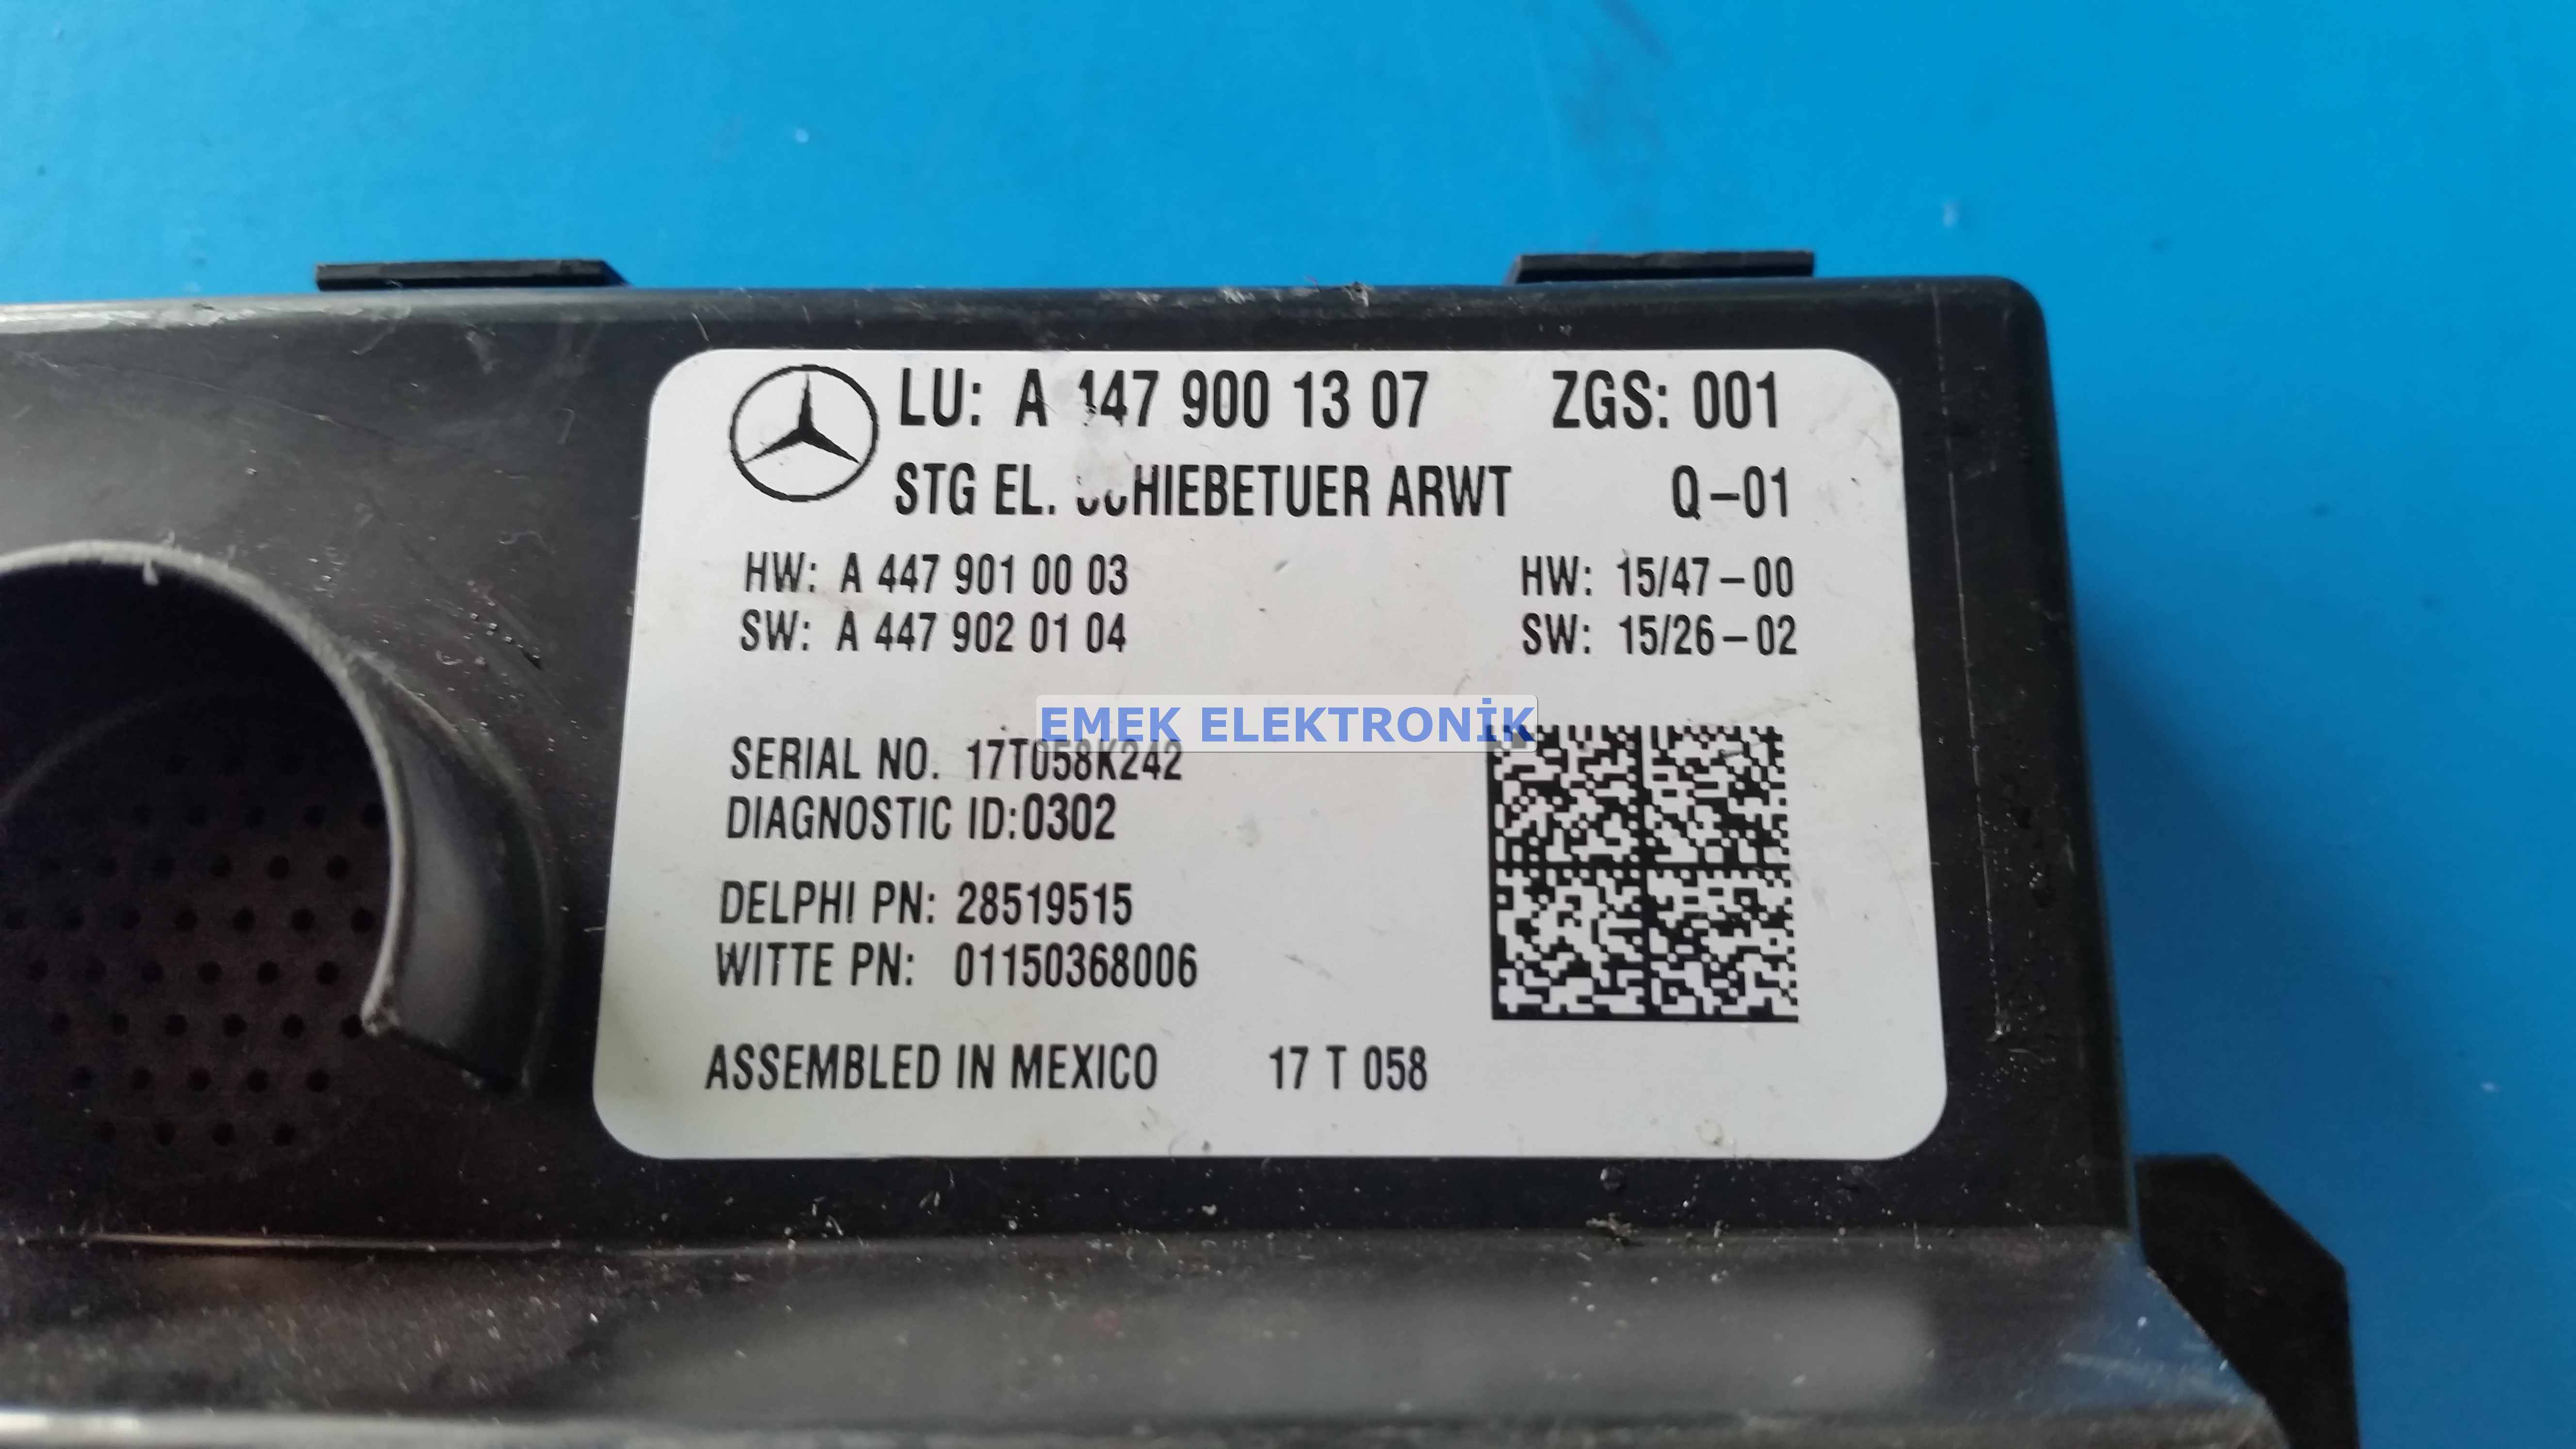 LU: A 447 900 13 07 ZGS: 001
STG EL. SCHIEBETUER ARWT Q-01
HW: A 447 901 00 03 HW: 15/47-00
SW: A 447 902 01 04 SW: 15/26-02
EMEK ELEKTRONİK
SERIAL NO. 17T058K242
DIAGNOSTIC ID:0302
DELPHI PN: 28519515
WITTE PN: 01150368006
ASSEMBLED IN MEXICO 17 T 058